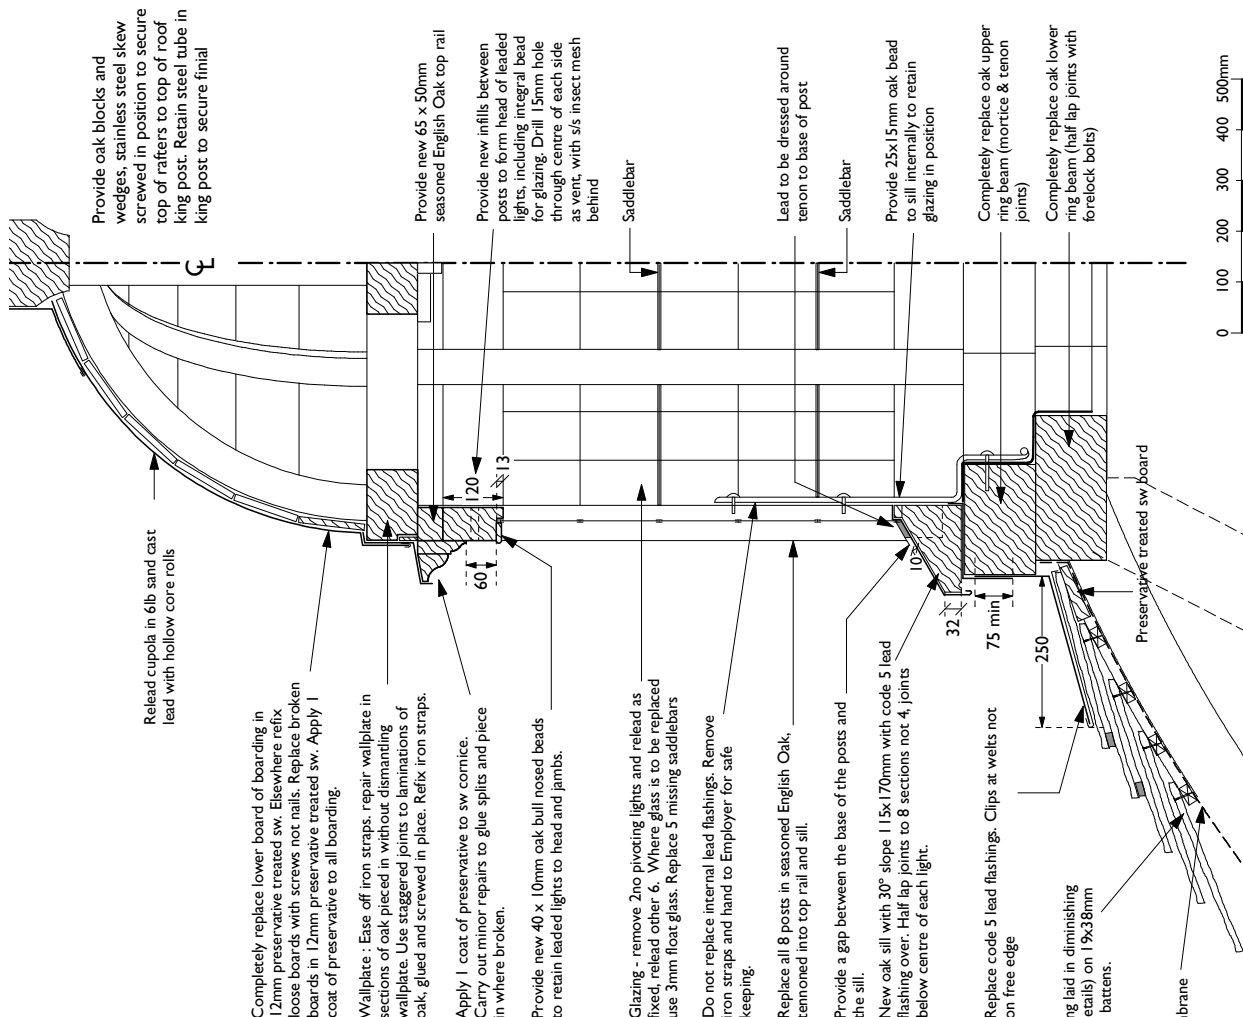 Provide oak blocks and
wedges, stainless steel skew
screwed in position to secure
top of rafters to top of roof
king post. Retain steel tube in
king post to secure finial
CL
Provide new 65 x 50mm
seasoned English Oak top rail
Provide new infills between
posts to form head of leaded
lights, including integral bead
for glazing. Drill 15mm hole
through centre of each side
as vent, with s/s insect mesh
behind
Saddlebar
Lead to be dressed around
tenon to base of post
Saddlebar
Provide 25x15mm oak bead
to sill internally to retain
glazing in position
Completely replace oak upper
ring beam (mortice & tenon
joints)
Completely replace oak lower
ring beam (half lap joints with
forelock bolts)
0 100 200 300 400 500mm
Relead cupola in 6lb sand cast
lead with hollow core rolls
13
120
60
10
32
75 min
250
Preservative treated sw board
Completely replace lower board of boarding in
12mm preservative treated sw. Elsewhere refix
loose boards with screws not nails. Replace broken
boards in 12mm preservative treated sw. Apply 1
coat of preservative to all boarding.
Wallplate : Ease off iron straps. repair wallplate in
sections of oak pieced in without dismantling
wallplate. Use staggered joints to laminations of
oak, glued and screwed in place. Refix iron straps.
Apply 1 coat of preservative to sw cornice.
Carry out minor repairs to glue splits and piece
in where broken.
Provide new 40 x 10mm oak bull nosed beads
to retain leaded lights to head and jambs.
Glazing - remove 2no pivoting lights and relead as
fixed, relead other 6. Where glass is to be replaced
use 3mm float glass. Replace 5 missing saddlebars
Do not replace internal lead flashings. Remove
iron straps and hand to Employer for safe
keeping.
Replace all 8 posts in seasoned English Oak,
tennoned into top rail and sill.
Provide a gap between the base of the posts and
the sill.
New oak sill with 30° slope 115x170mm with code 5 lead
flashing over. Half lap joints to 8 sections not 4, joints
below centre of each light.
Replace code 5 lead flashings. Clips at welts not
on free edge
ng laid in diminishing
etails) on 19x38mm
battens.
brane